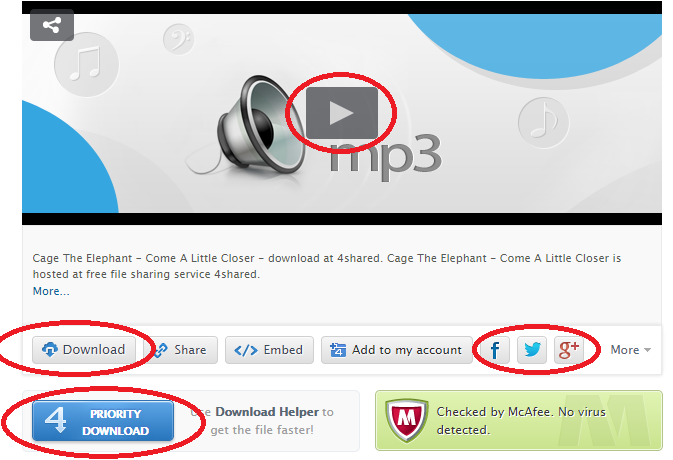 mp3
Cage The Elephant - Come A Little Closer - download at 4shared. Cage The Elephant - Come A Little Closer is
hosted at free file sharing service 4shared.
More...
Download
Share
</> Embed
4 Add to my account
f
g+
More
4 PRIORITY
DOWNLOAD
Use Download Helper to
get the file faster!
M
Checked by McAfee. No virus
detected.